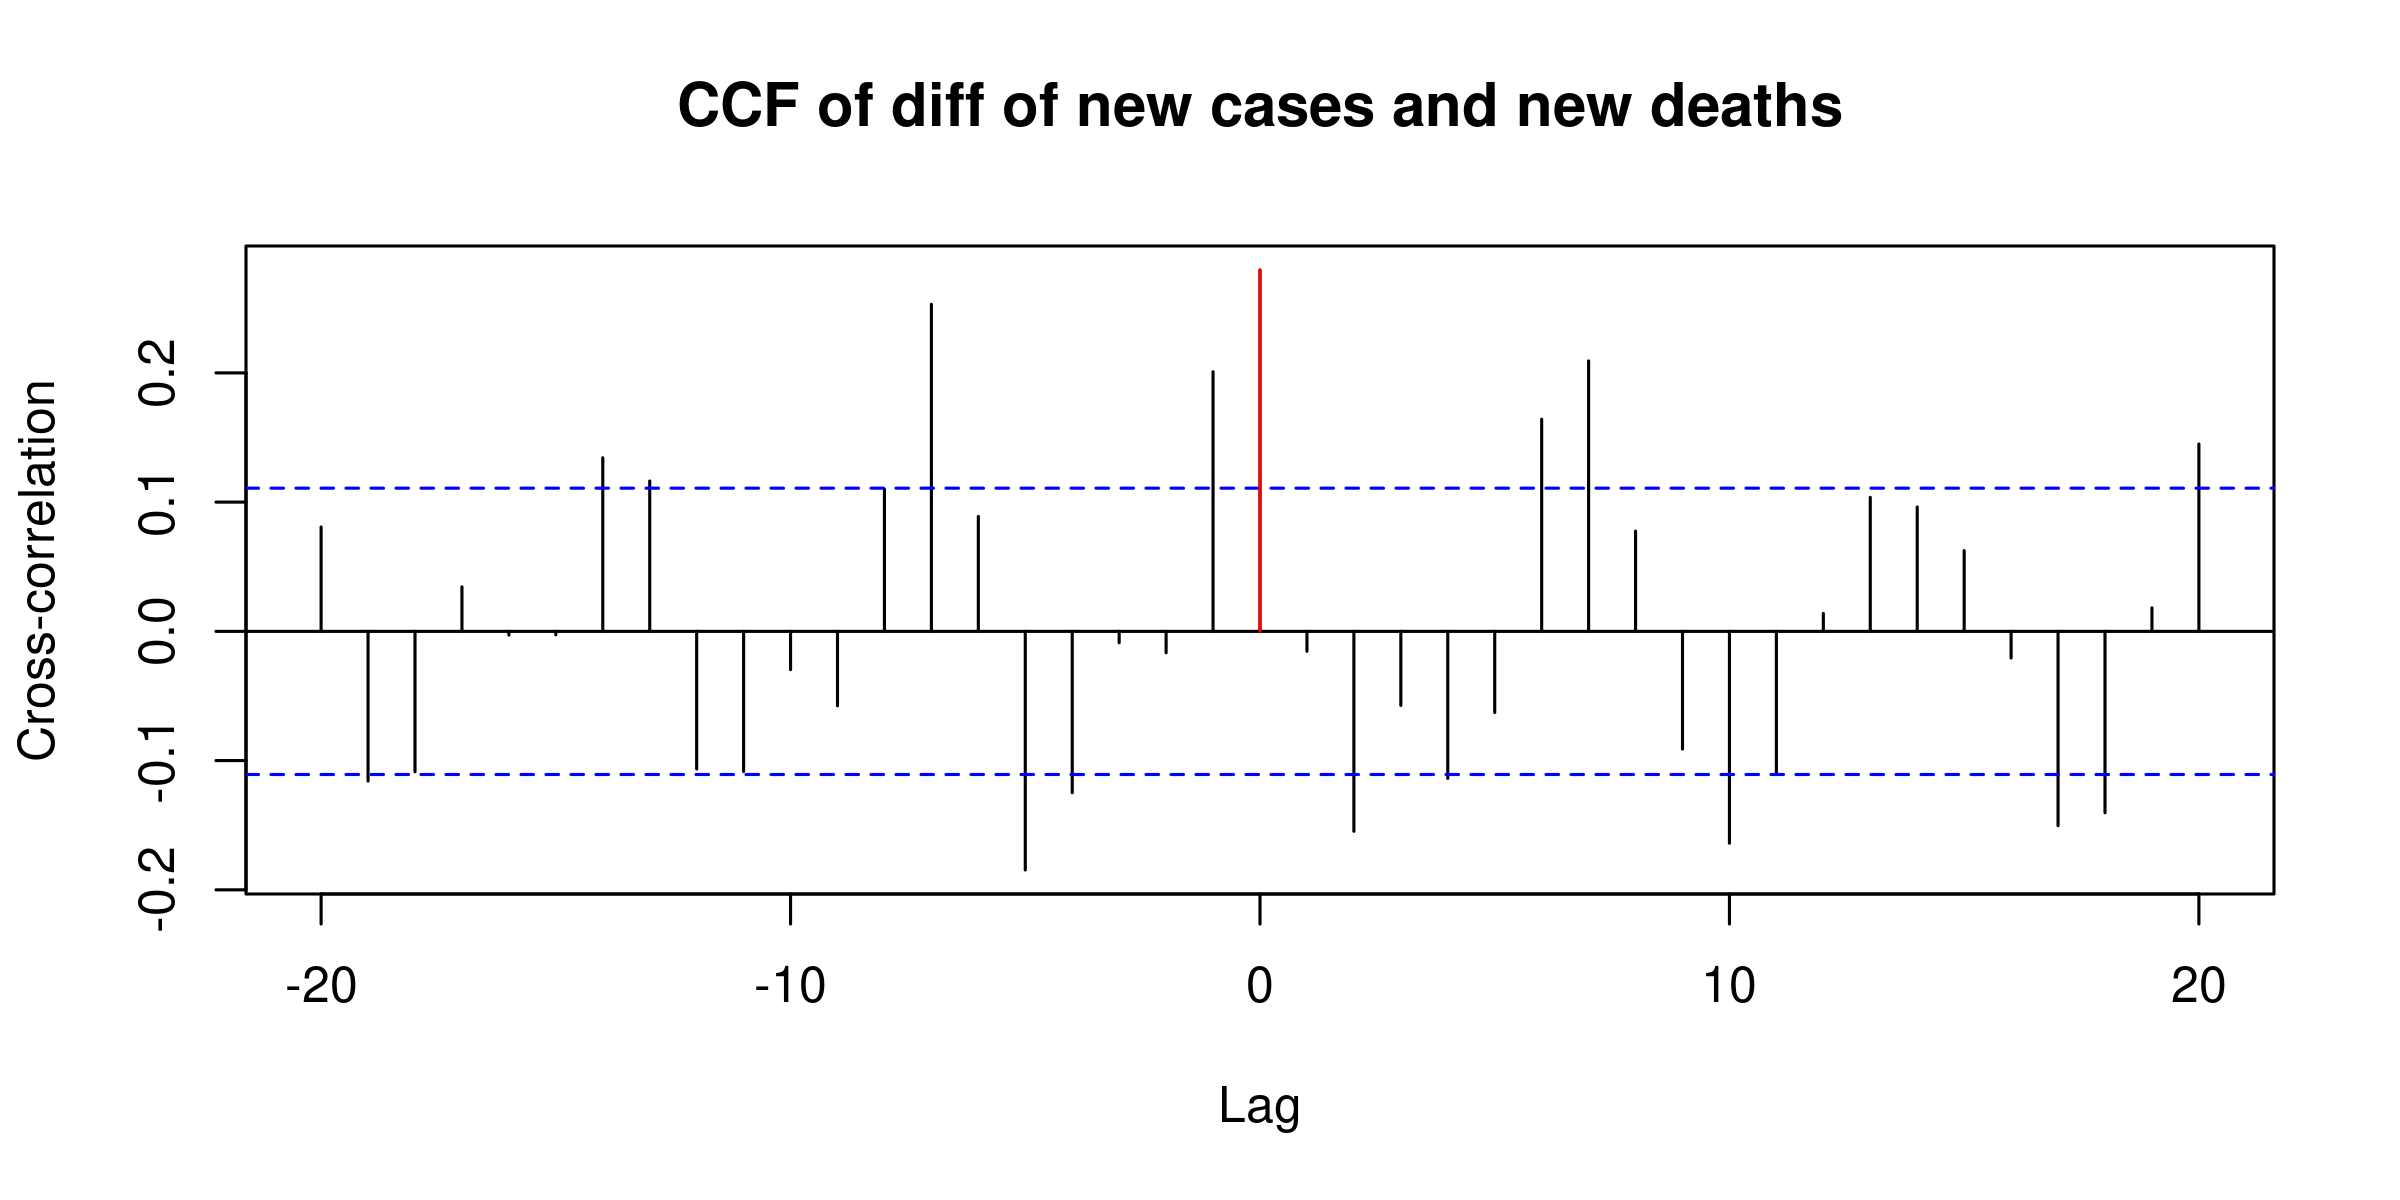 CCF of diff of new cases and new deaths
Cross-correlation
0.2
0.1
0.0
-0.1
-0.2
-20 -10 0 10 20
Lag